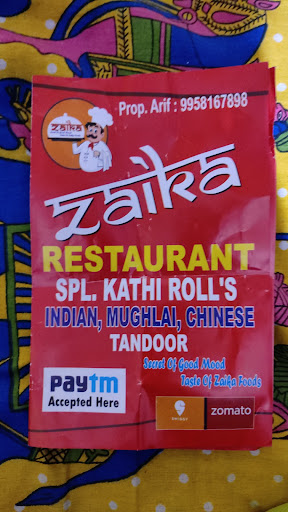 Prop. Arif : 9958167898
zaika
zaika
RESTAURANT
SPL. KATHI ROLL'S
INDIAN, MUGHLAI, CHINESE
TANDOOR
Secret Of Good Mood
Taste Of Zaika Foods
paytm
Accepted Here
SWIGGY
zomato